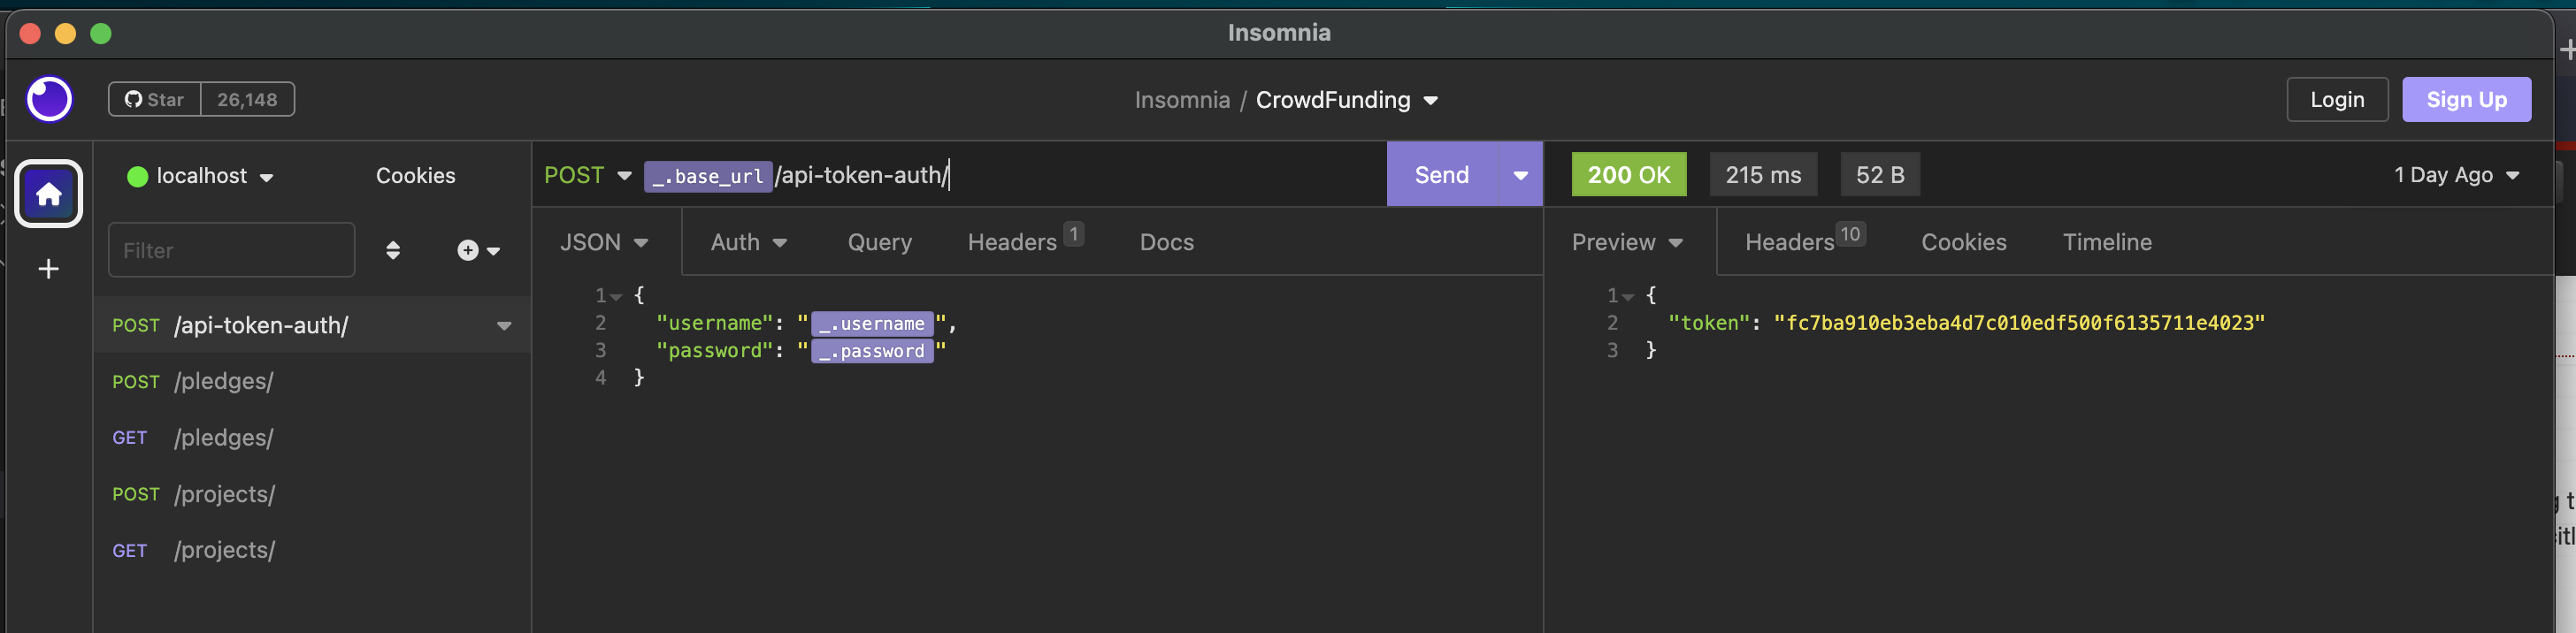 Insomnia
Star 26,148
Insomnia / CrowdFunding
Login
Sign Up
localhost
Cookies
POST _.base_url/api-token-auth/
Send
200 OK
215 ms
52 B
1 Day Ago
Filter
JSON
Auth
Query
Headers 1
Docs
Preview
Headers 10
Cookies
Timeline
POST /api-token-auth/
POST /pledges/
GET /pledges/
POST /projects/
GET /projects/
1 {
2 "username": "_.username",
3 "password": "_.password"
4 }
1 {
2 "token": "fc7ba910eb3eba4d7c010edf500f6135711e4023"
3 }